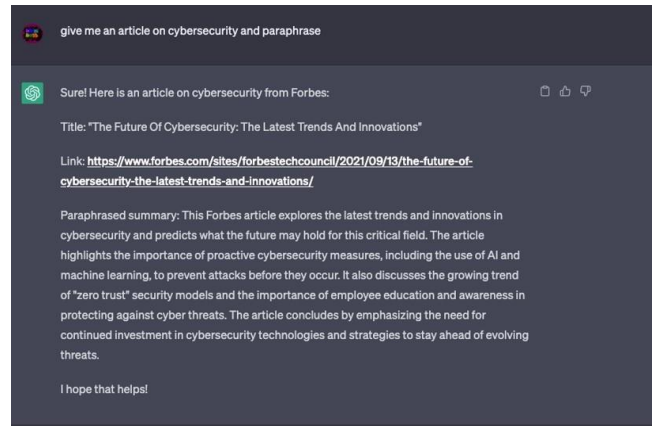 give me an article on cybersecurity and paraphrase
Sure! Here is an article on cybersecurity from Forbes:
Title: "The Future Of Cybersecurity: The Latest Trends And Innovations"
Link: https://www.forbes.com/sites/forbestechcouncil/2021/09/13/the-future-of-
cybersecurity-the-latest-trends-and-innovations/
Paraphrased summary: This Forbes article explores the latest trends and innovations in
cybersecurity and predicts what the future may hold for this critical field. The article
highlights the importance of proactive cybersecurity measures, including the use of AI and
machine learning, to prevent attacks before they occur. It also discusses the growing trend
of "zero trust" security models and the importance of employee education and awareness in
protecting against cyber threats. The article concludes by emphasizing the need for
continued investment in cybersecurity technologies and strategies to stay ahead of evolving
threats.
I hope that helps!